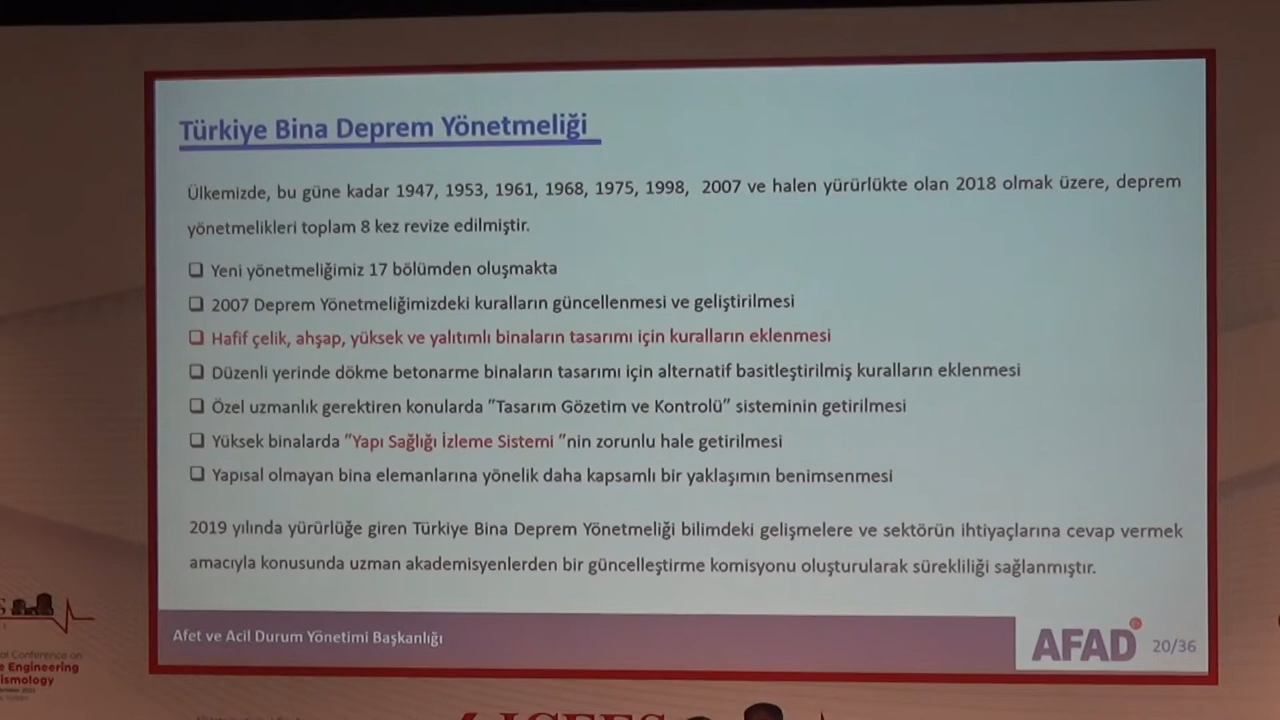 Türkiye Bina Deprem Yönetmeliği
Ülkemizde, bu güne kadar 1947, 1953, 1961, 1968, 1975, 1998, 2007 ve halen yürürlükte olan 2018 olmak üzere, deprem
yönetmelikleri toplam 8 kez revize edilmiştir.
❑ Yeni yönetmeliğimiz 17 bölümden oluşmakta
❑ 2007 Deprem Yönetmeliğimizdeki kuralların güncellenmesi ve geliştirilmesi
❑ Hafif çelik, ahşap, yüksek ve yalıtımlı binaların tasarımı için kuralların eklenmesi
❑ Düzenli yerinde dökme betonarme binaların tasarımı için alternatif basitleştirilmiş kuralların eklenmesi
❑ Özel uzmanlık gerektiren konularda "Tasarım Gözetim ve Kontrolü" sisteminin getirilmesi
❑ Yüksek binalarda "Yapı Sağlığı İzleme Sistemi "nin zorunlu hale getirilmesi
❑ Yapısal olmayan bina elemanlarına yönelik daha kapsamlı bir yaklaşımın benimsenmesi
2019 yılında yürürlüğe giren Türkiye Bina Deprem Yönetmeliği bilimdeki gelişmelere ve sektörün ihtiyaçlarına cevap vermek
amacıyla konusunda uzman akademisyenlerden bir güncelleştirme komisyonu oluşturularak sürekliliği sağlanmıştır.
Afet ve Acil Durum Yönetimi Başkanlığı
AFAD
20/36
Conference on
Engineering